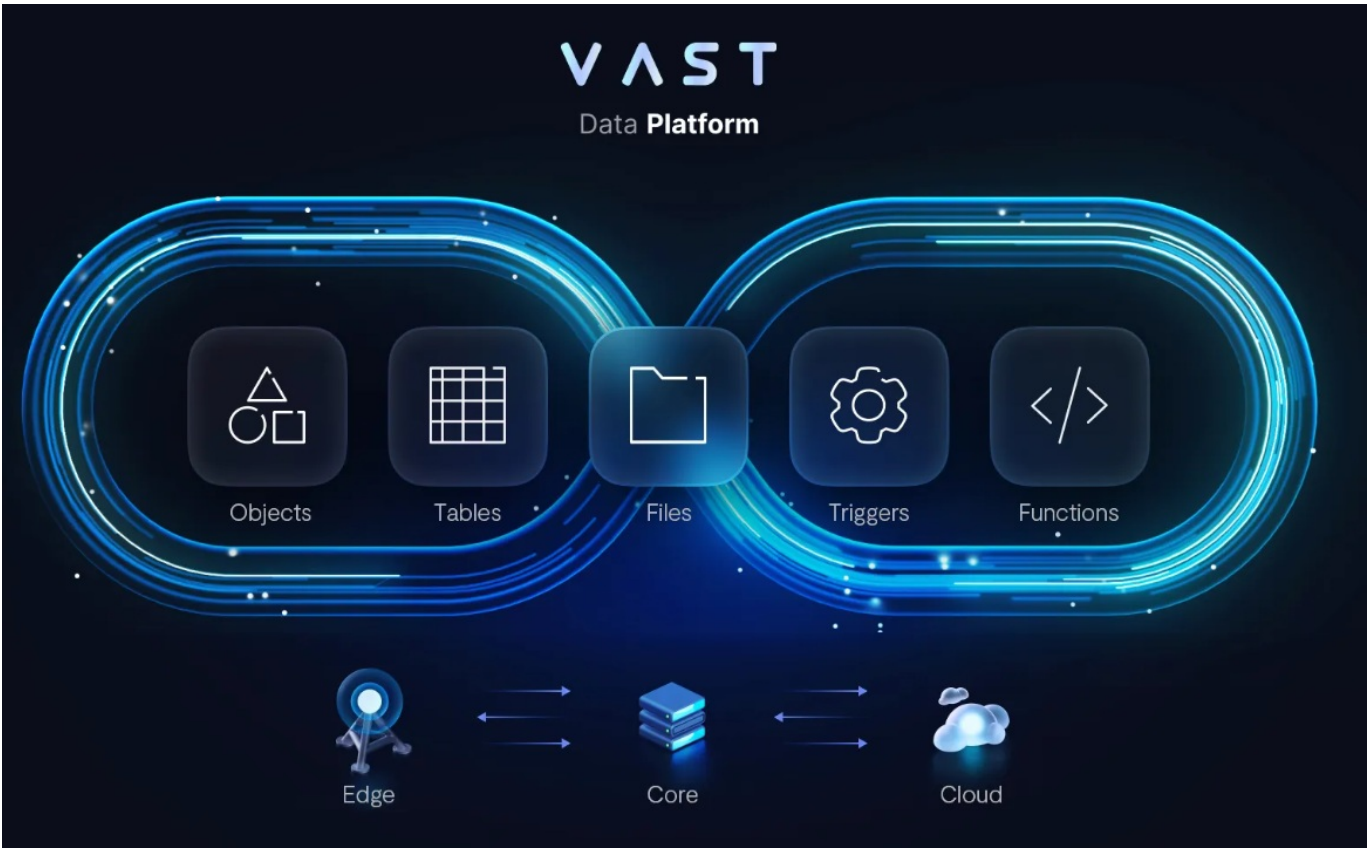 VAST
Data Platform
Objects
Tables
Files
Triggers
Functions
Edge
Core
Cloud